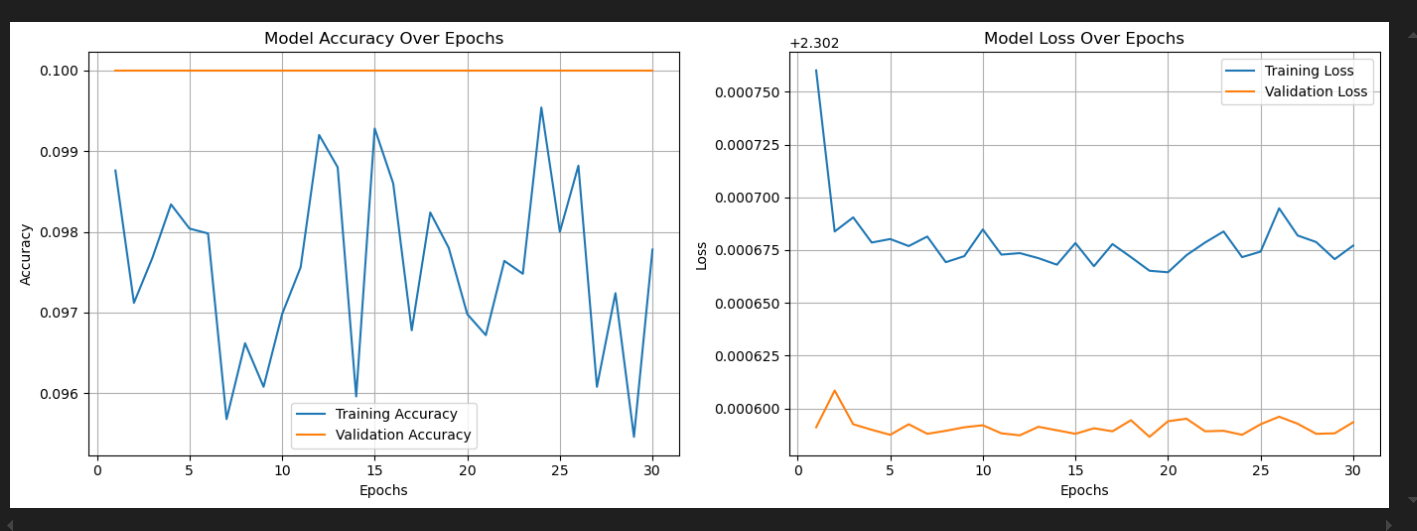 Model Accuracy Over Epochs
0.100
0.099
0.098
0.097
0.096
Accuracy
Training Accuracy
Validation Accuracy
0 5 10 15 20 25 30
Epochs
Model Loss Over Epochs
+2.302
0.000750
0.000725
0.000700
0.000675
0.000650
0.000625
0.000600
Loss
Training Loss
Validation Loss
0 5 10 15 20 25 30
Epochs